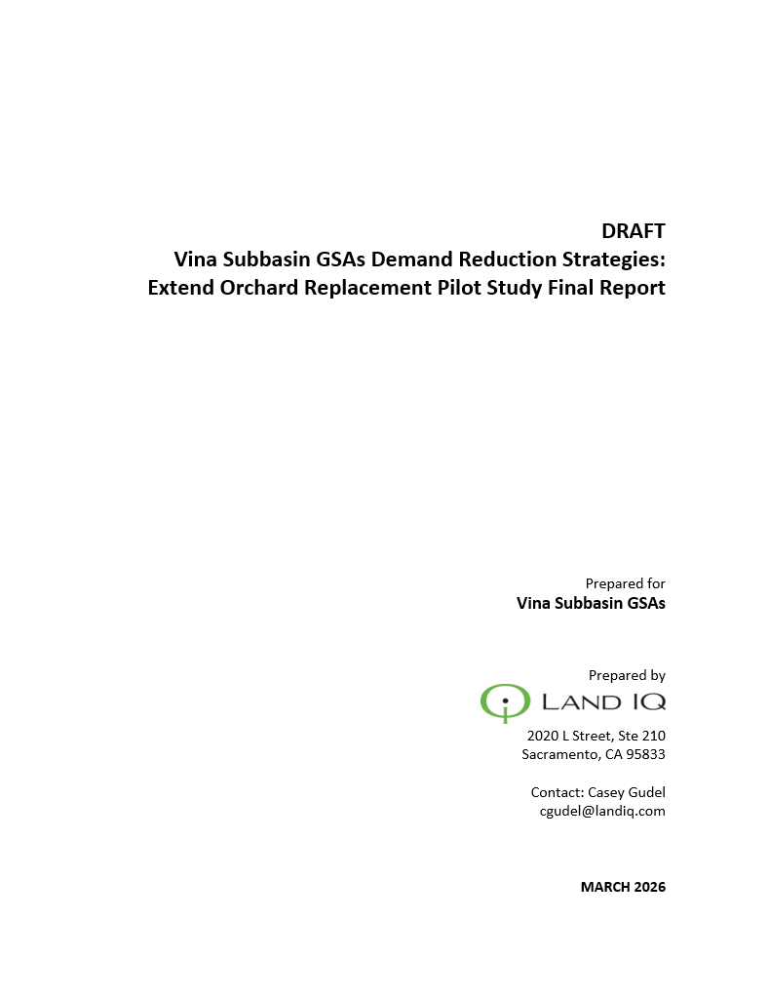 DRAFT
Vina Subbasin GSAs Demand Reduction Strategies:
Extend Orchard Replacement Pilot Study Final Report
Prepared for
Vina Subbasin GSAs
Prepared by
LAND IQ
2020 L Street, Ste 210
Sacramento, CA 95833
Contact: Casey Gudel
cgudel@landiq.com
MARCH 2026